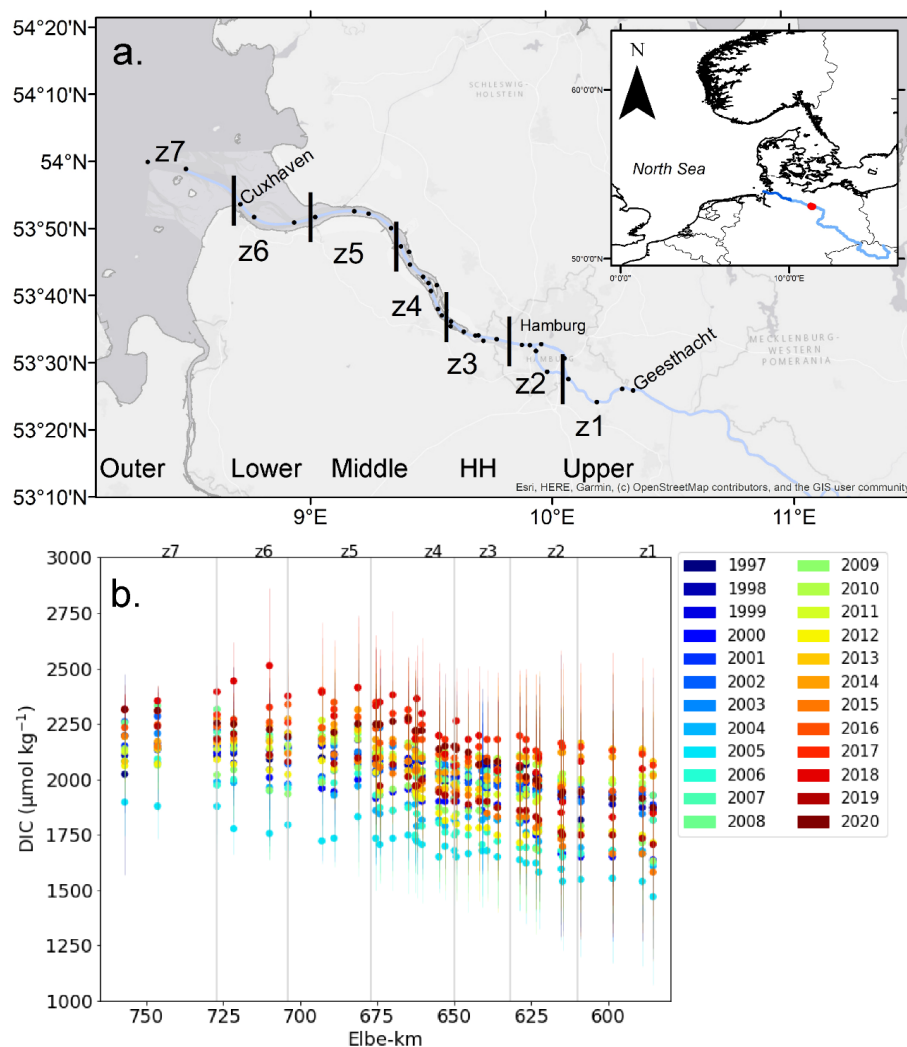 54°20'N
54°10'N
54°N
53°50'N
53°40'N
53°30'N
53°20'N
53°10'N
a.
SCHLESWIG-
HOLSTEIN
z7
Cuxhaven
z6
z5
z4
z3
Hamburg
HAMBURG
z2
z1
Geesthacht
MECKLENBURG-
WESTERN
POMERANIA
Outer
Lower
Middle
HH
Upper
Esri, HERE, Garmin, (c) OpenStreetMap contributors, and the GIS user community
9°E
10°E
11°E
N
North Sea
60°0'0"N
50°0'0"N
0°0'0"
10°0'0"E
b.
z7 z6 z5 z4 z3 z2 z1
3000
2750
2500
2250
2000
1750
1500
1250
1000
DIC (μmol kg⁻¹)
750 725 700 675 650 625 600
Elbe-km
1997
1998
1999
2000
2001
2002
2003
2004
2005
2006
2007
2008
2009
2010
2011
2012
2013
2014
2015
2016
2017
2018
2019
2020